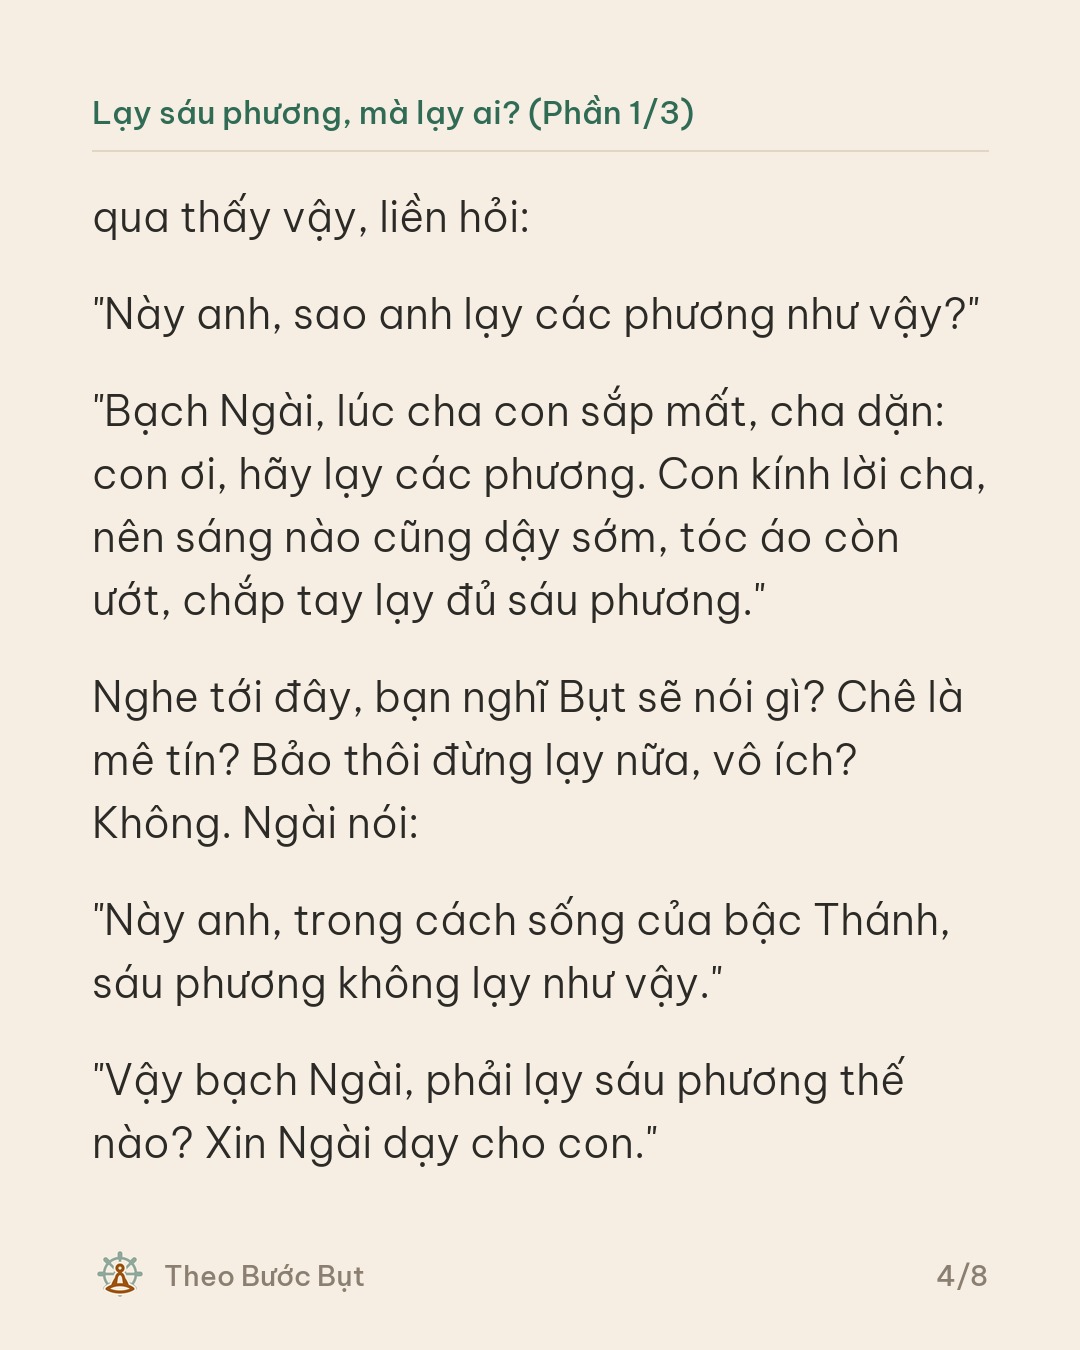 Lạy sáu phương, mà lạy ai? (Phần 1/3)
qua thấy vậy, liền hỏi:
"Này anh, sao anh lạy các phương như vậy?"
"Bạch Ngài, lúc cha con sắp mất, cha dặn:
con ơi, hãy lạy các phương. Con kính lời cha,
nên sáng nào cũng dậy sớm, tóc áo còn
ướt, chắp tay lạy đủ sáu phương."
Nghe tới đây, bạn nghĩ Bụt sẽ nói gì? Chê là
mê tín? Bảo thôi đừng lạy nữa, vô ích?
Không. Ngài nói:
"Này anh, trong cách sống của bậc Thánh,
sáu phương không lạy như vậy."
"Vậy bạch Ngài, phải lạy sáu phương thế
nào? Xin Ngài dạy cho con."
Theo Bước Bụt
4/8